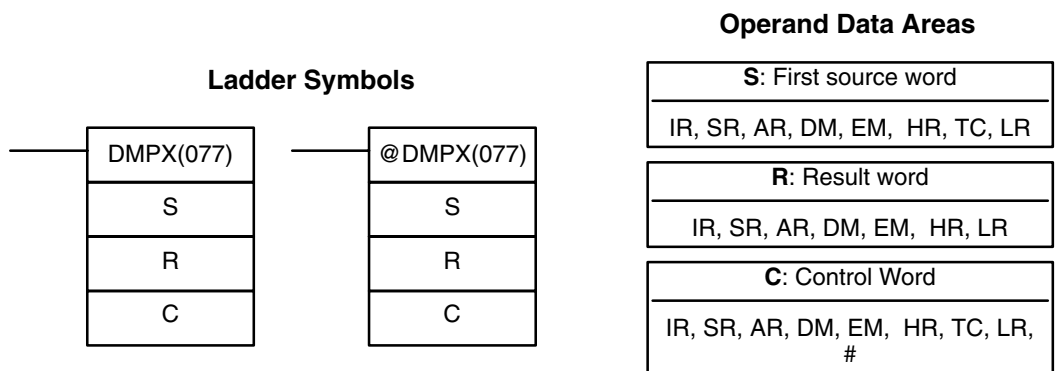 Ladder Symbols
DMPX(077)
S
R
C
@DMPX(077)
S
R
C
Operand Data Areas
S: First source word
IR, SR, AR, DM, EM, HR, TC, LR
R: Result word
IR, SR, AR, DM, EM, HR, LR
C: Control Word
IR, SR, AR, DM, EM, HR, TC, LR,
#